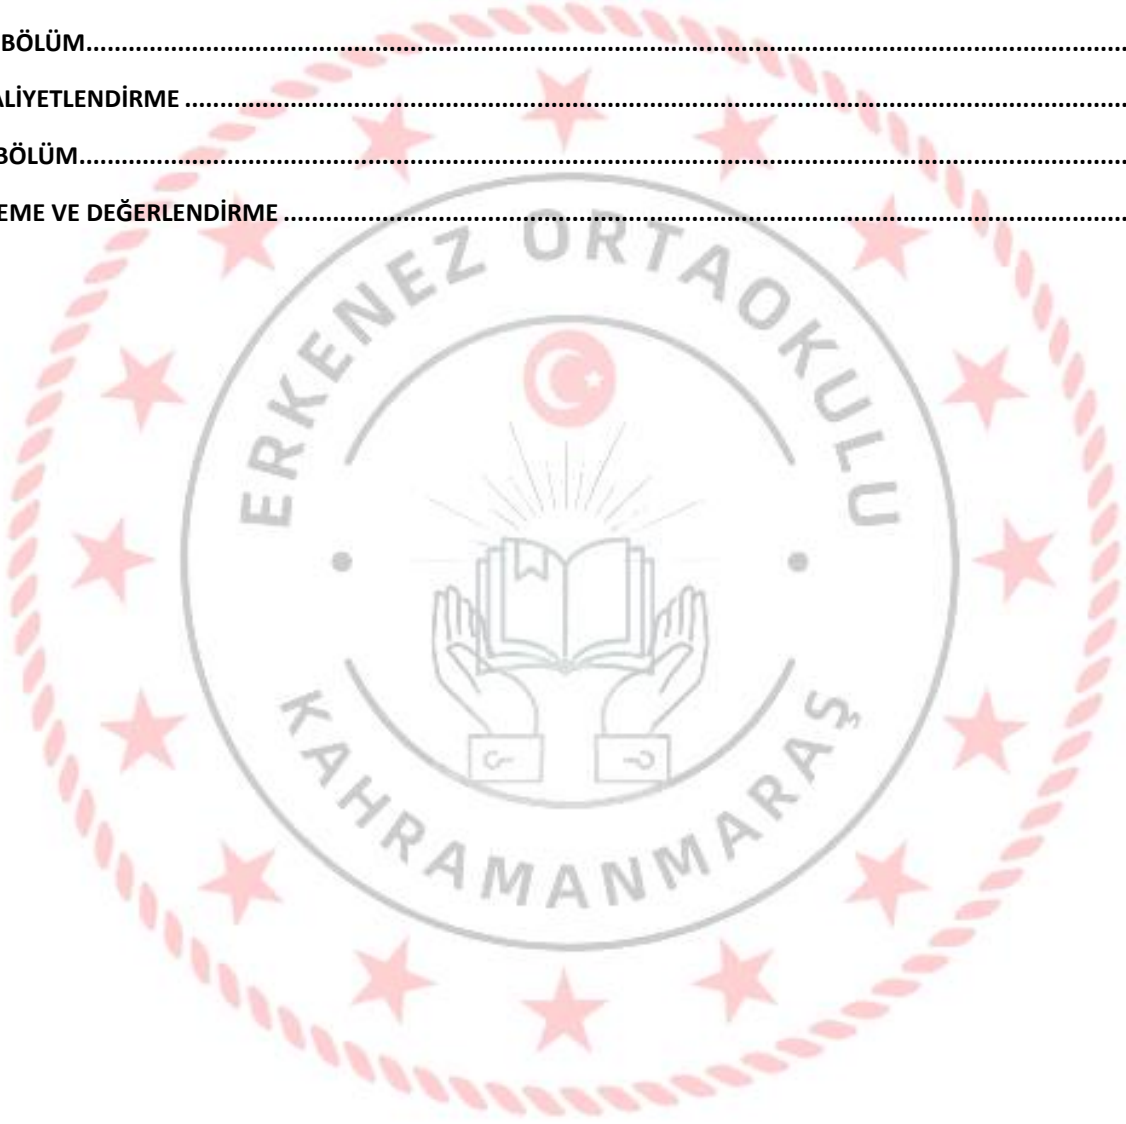 BÖLÜM........................................................................................................................
ALİYETLENDİRME ........................................................................................................................
BÖLÜM........................................................................................................................
EME VE DEĞERLENDİRME ........................................................................................................................
ERKENEZ ORTAOKULU
KAHRAMANMARAŞ